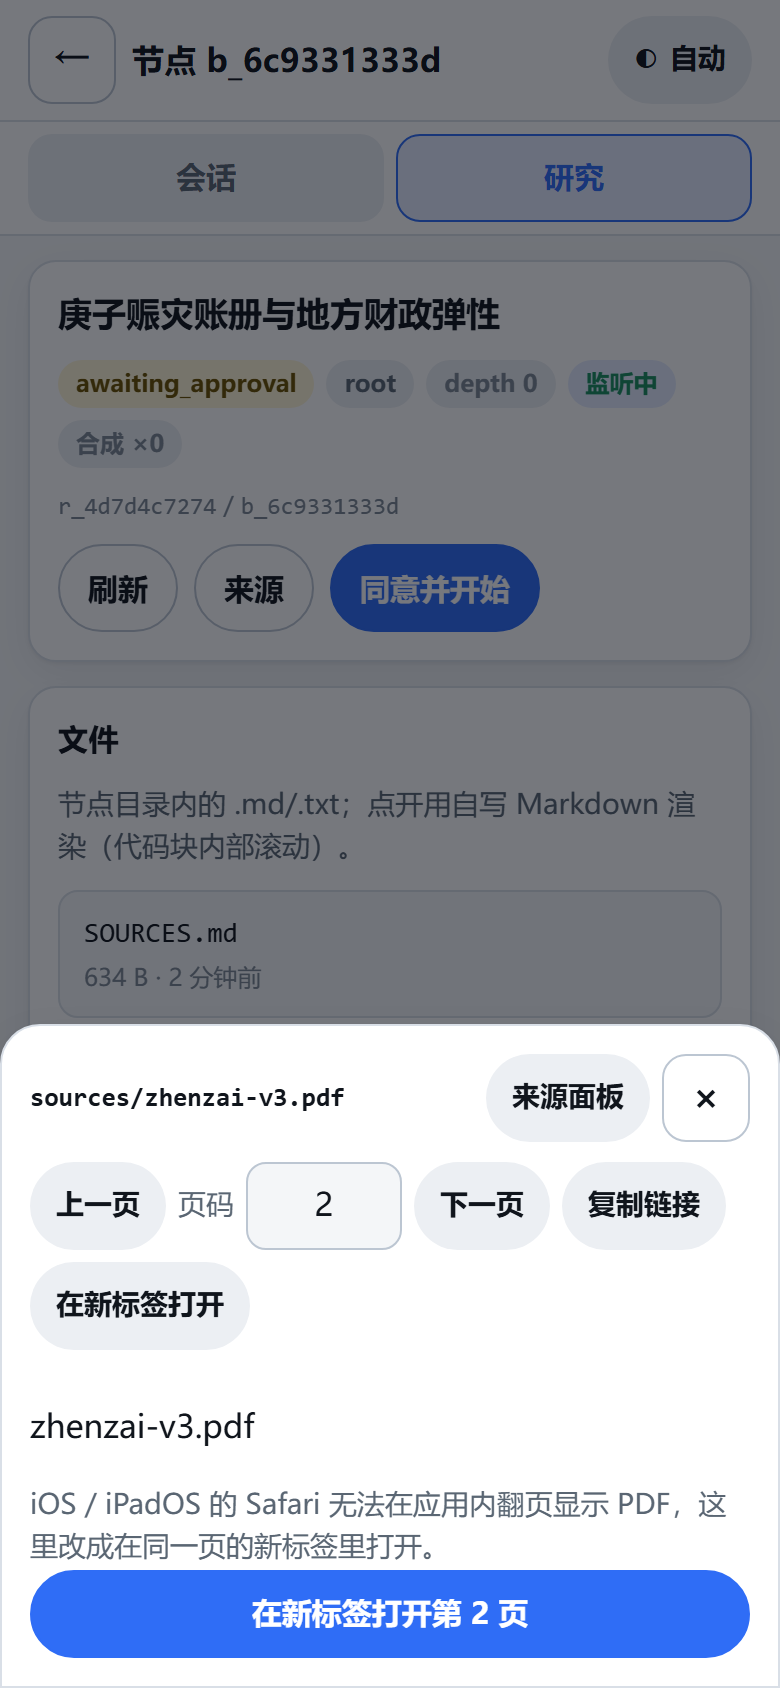 ← 节点 b_6c9331333d ◐ 自动
会话 研究
庚子赈灾账册与地方财政弹性
awaiting_approval root depth 0 监听中
合成 ×0
r_4d7d4c7274 / b_6c9331333d
刷新 来源 同意并开始
文件
节点目录内的 .md/.txt；点开用自写 Markdown 渲
染（代码块内部滚动）。
SOURCES.md
634 B · 2 分钟前
sources/zhenzai-v3.pdf 来源面板 ×
上一页 页码 2 下一页 复制链接
在新标签打开
zhenzai-v3.pdf
iOS / iPadOS 的 Safari 无法在应用内翻页显示 PDF，这
里改成在同一页的新标签里打开。
在新标签打开第 2 页